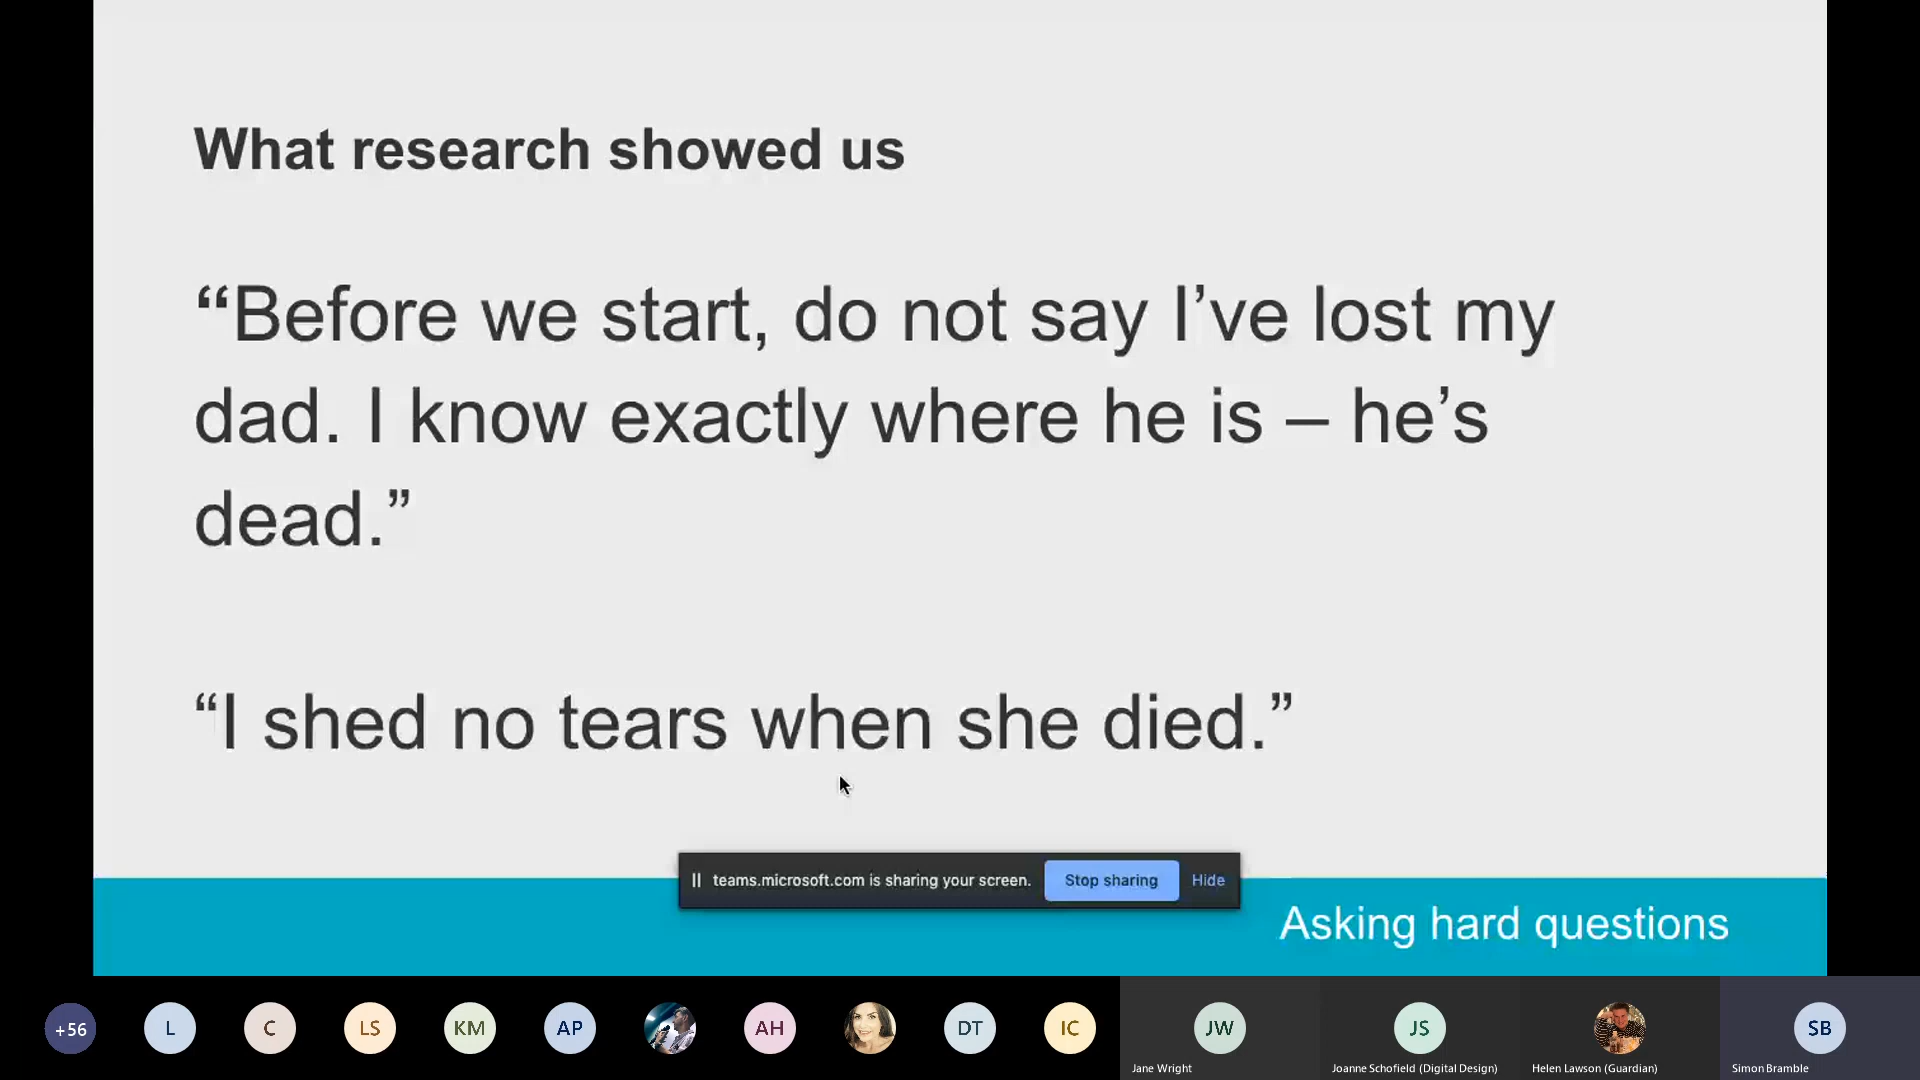 What research showed us
“Before we start, do not say I’ve lost my
dad. I know exactly where he is – he’s
dead.”
“I shed no tears when she died.”
teams.microsoft.com is sharing your screen. Stop sharing Hide
Asking hard questions
+56 L C LS KM AP AH DT IC JW JS SB
Jane Wright Joanne Schofield (Digital Design) Helen Lawson (Guardian) Simon Bramble